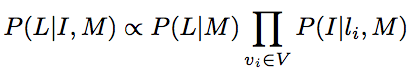 P(L|I, M) ∝ P(L|M) ∏ P(I|l_i, M)
v_i∈V